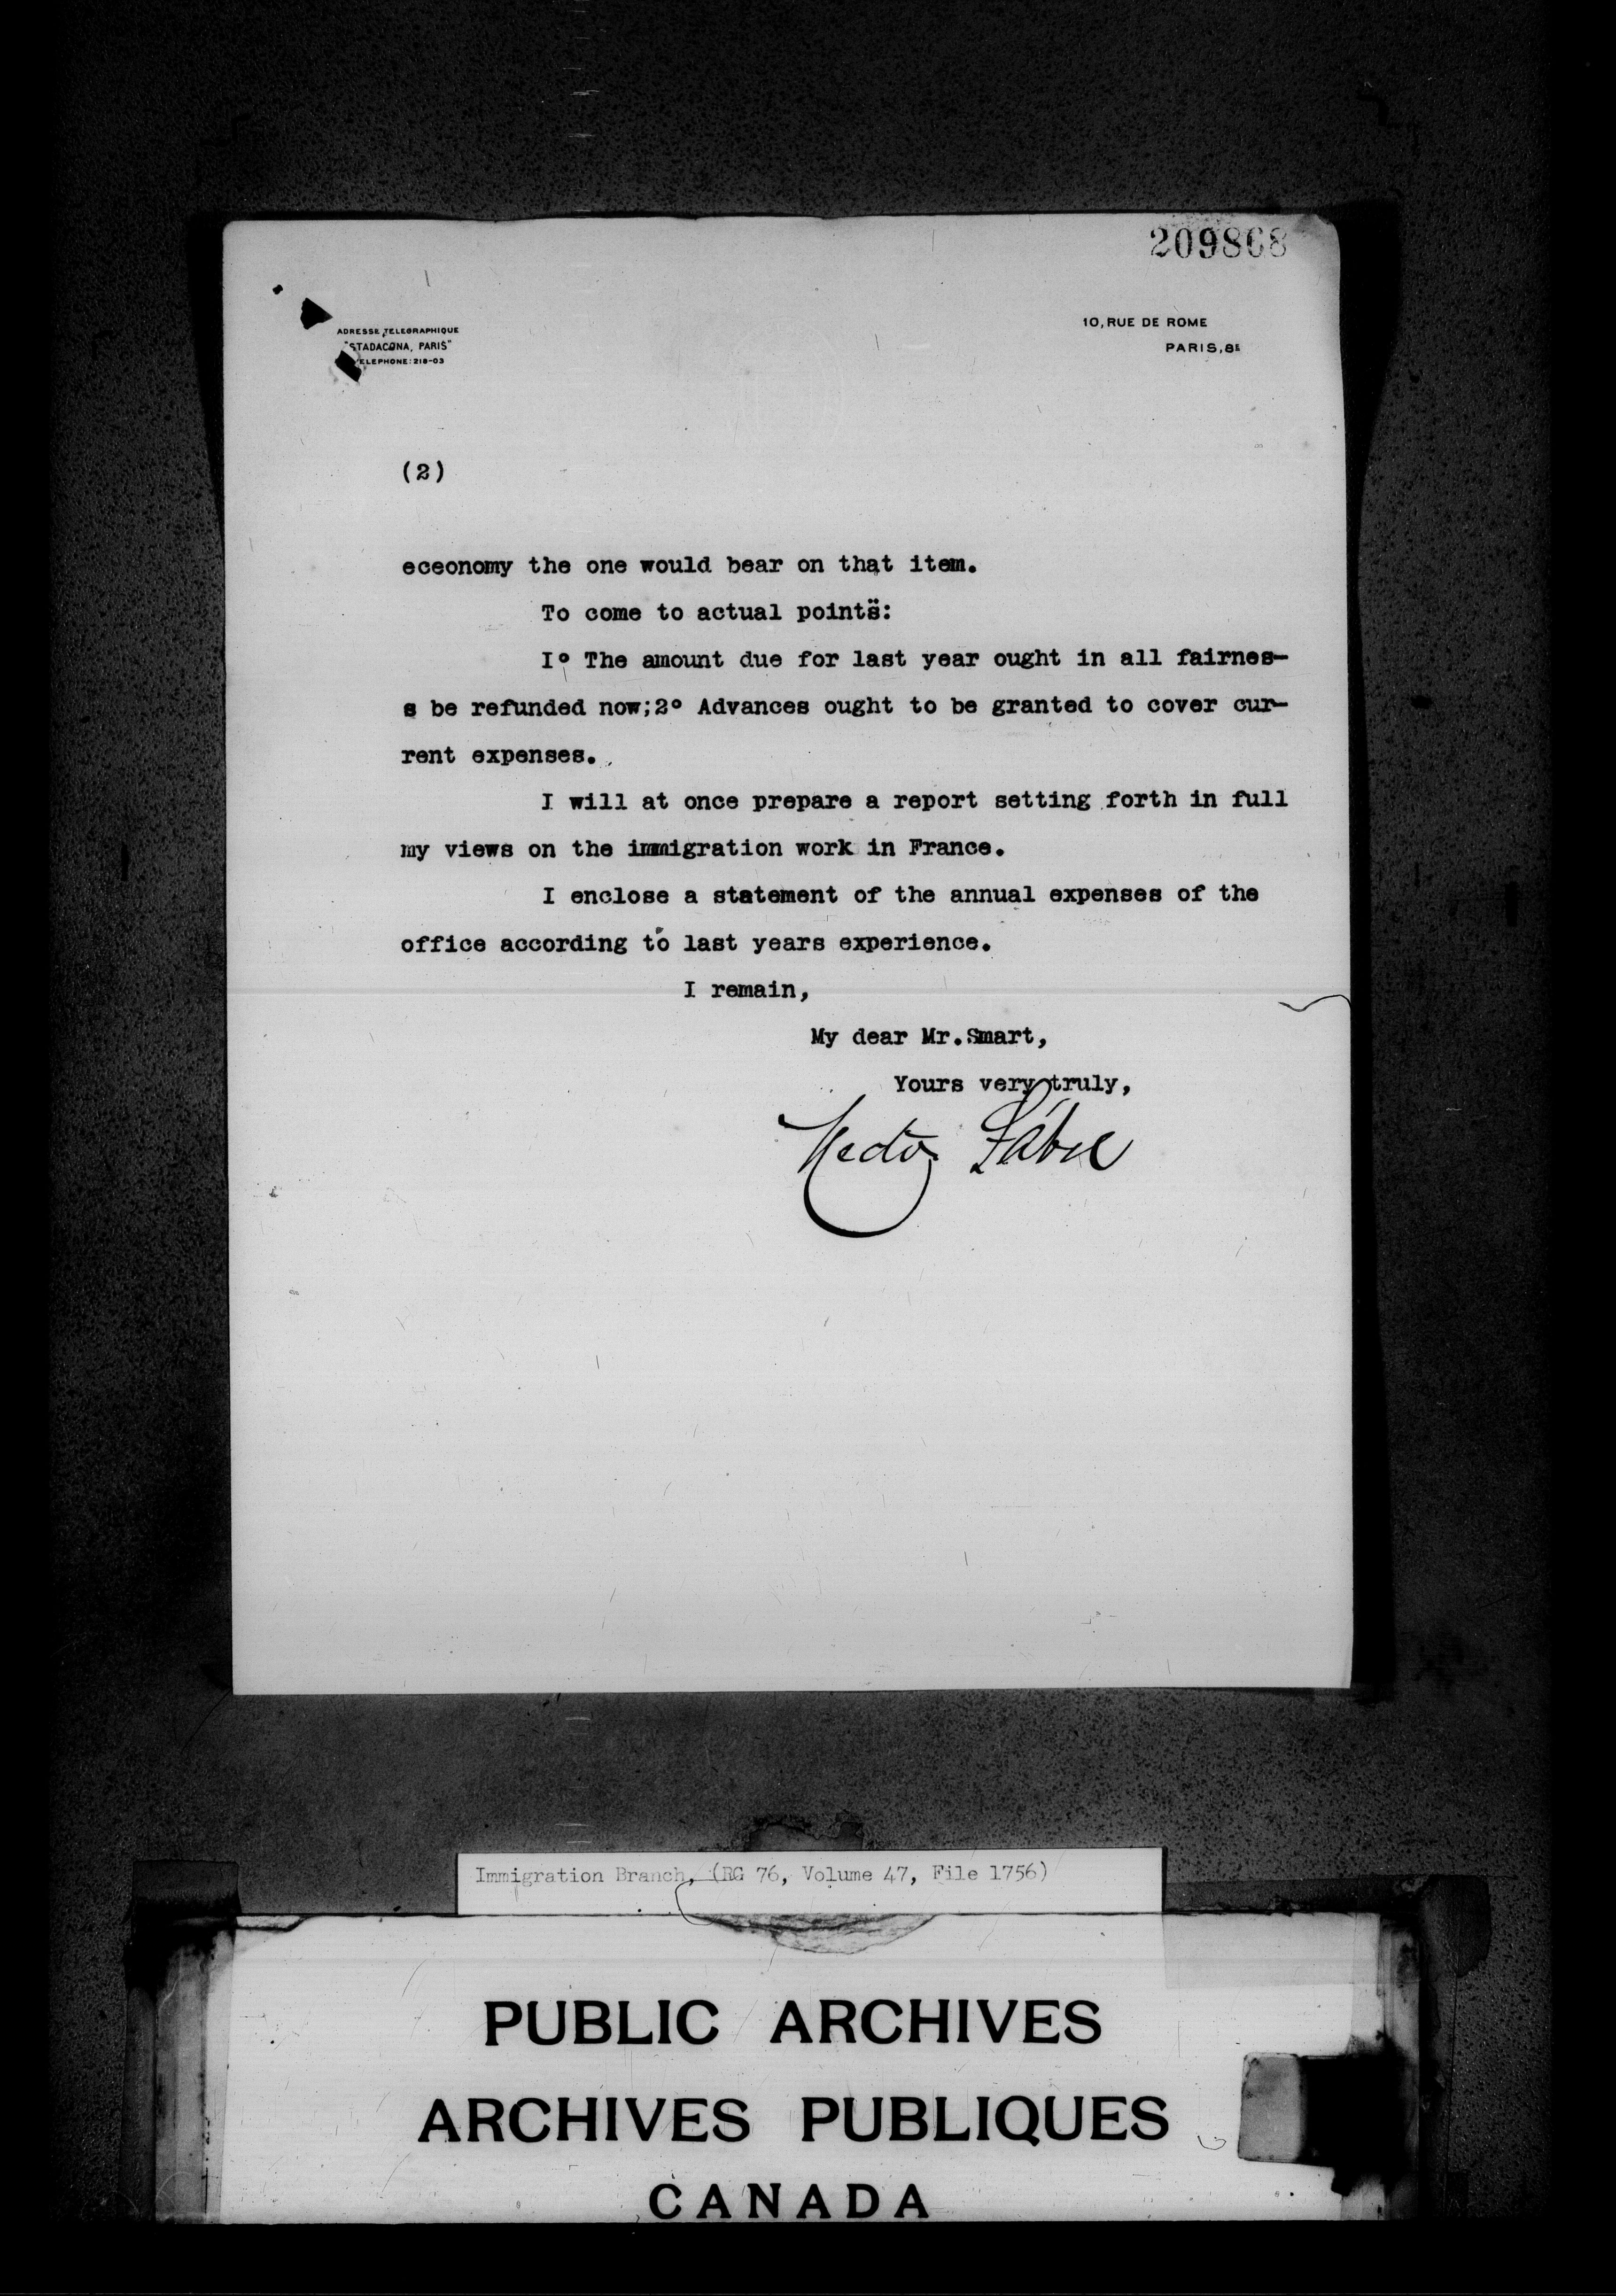 209868
ADRESSE TELEGRAPHIQUE
"STADACONA, PARIS"
TELEPHONE: 218-03
10, RUE DE ROME
PARIS, 8E
(2)
eceonomy the one would bear on that item.
To come to actual points:
I° The amount due for last year ought in all fairnes-
s be refunded now;2° Advances ought to be granted to cover cur-
rent expenses.
I will at once prepare a report setting forth in full
my views on the immigration work in France.
I enclose a statement of the annual expenses of the
office according to last years experience.
I remain,
My dear Mr.Smart,
Yours very truly,
Hector Fabre
Immigration Branch, (RG 76, Volume 47, File 1756)
PUBLIC ARCHIVES
ARCHIVES PUBLIQUES
CANADA